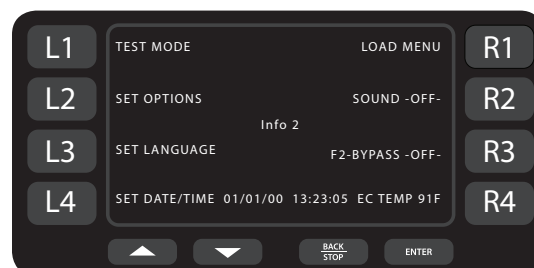 L1 TEST MODE LOAD MENU R1
L2 SET OPTIONS SOUND -OFF- R2
Info 2
L3 SET LANGUAGE F2-BYPASS -OFF- R3
L4 SET DATE/TIME 01/01/00 13:23:05 EC TEMP 91F R4
BACK
STOP
ENTER